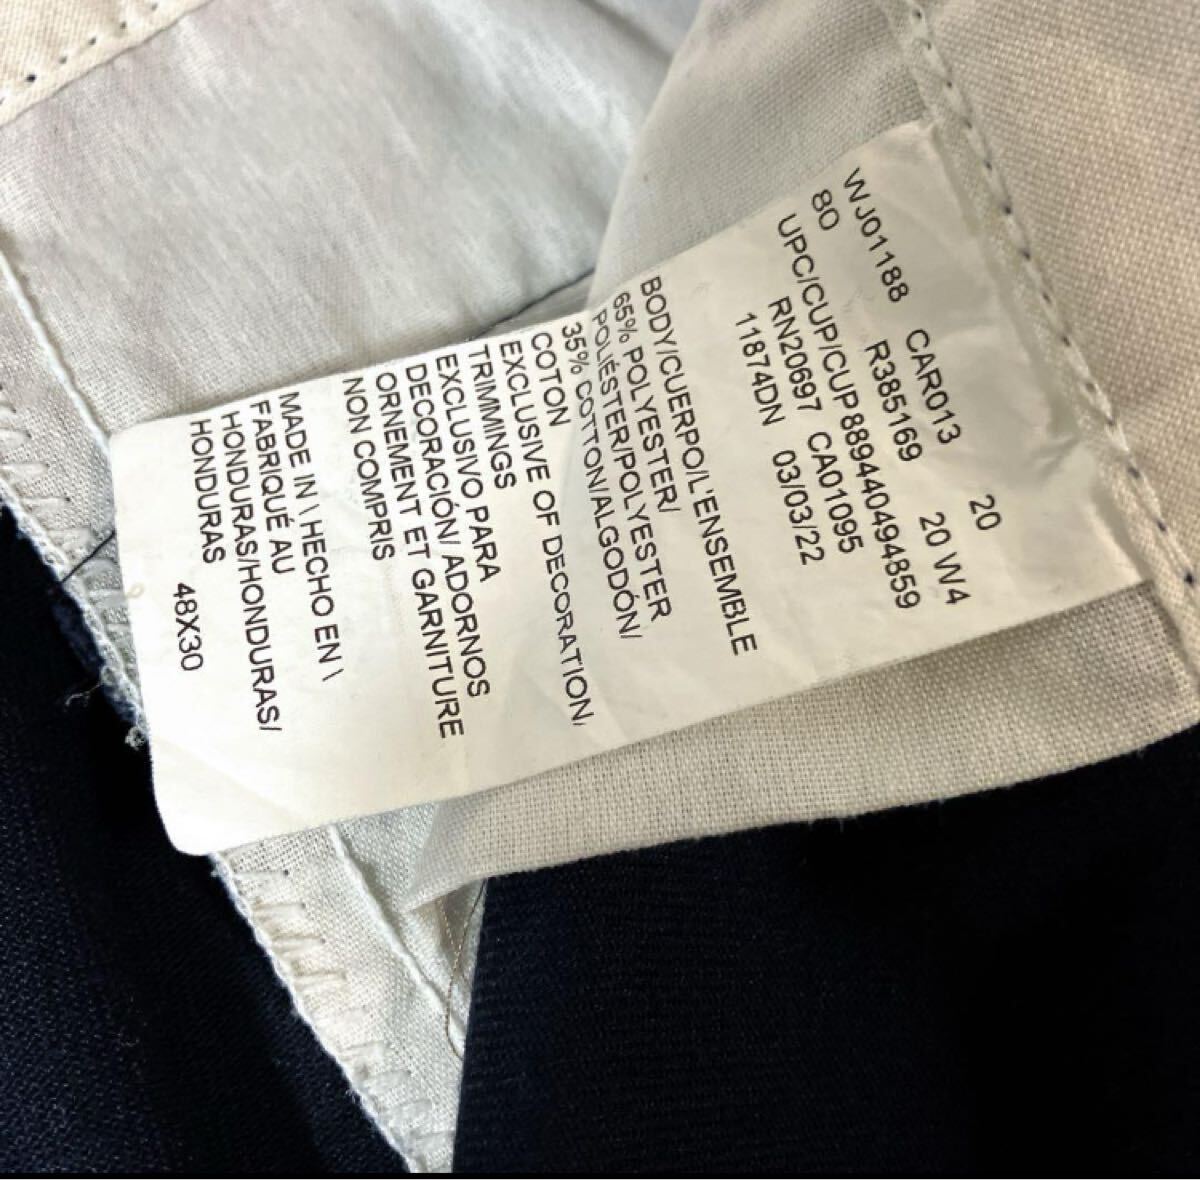 WJ01188 CAR013 20
80 R385169 20 W4
UPC/CUP/CUP 889440494859
RN20697 CA01095
11874DN 03/03/22
BODY/CUERPO/L'ENSEMBLE
65% POLYESTER/
POLIÉSTER/POLYESTER
35% COTTON/ALGODÓN/
COTON
EXCLUSIVE OF DECORATION,
TRIMMINGS
EXCLUSIVO PARA
DECORACIÓN/ ADORNOS
ORNEMENT ET GARNITURE
NON COMPRIS
MADE IN \ HECHO EN \
FABRIQUÉ AU
HONDURAS/HONDURAS/
HONDURAS
48X30